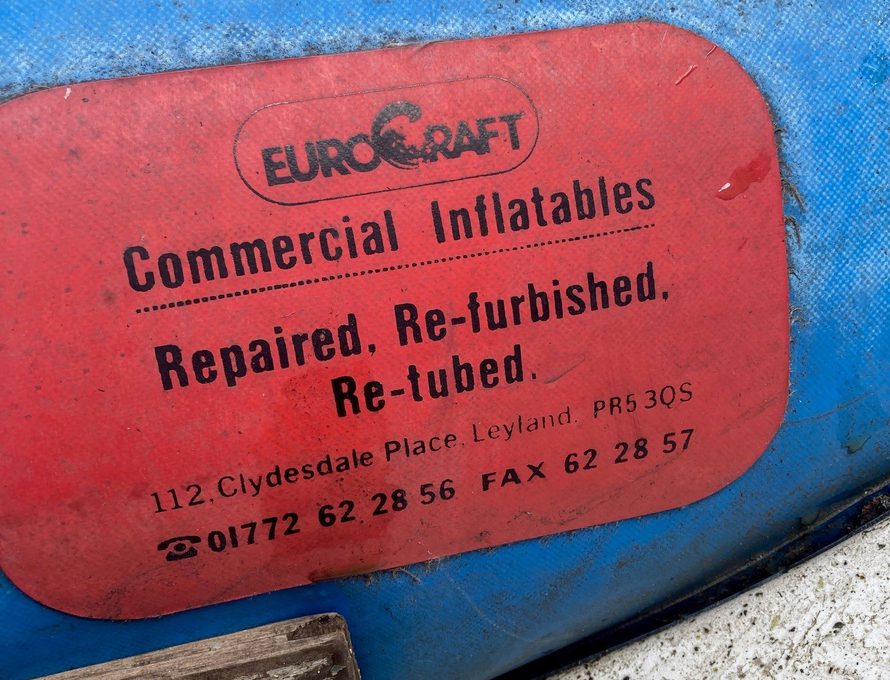 EUROCRAFT
Commercial Inflatables
Repaired, Re-furbished,
Re-tubed.
112, Clydesdale Place, Leyland. PR5 3QS
☎01772 62 28 56 FAX 62 28 57